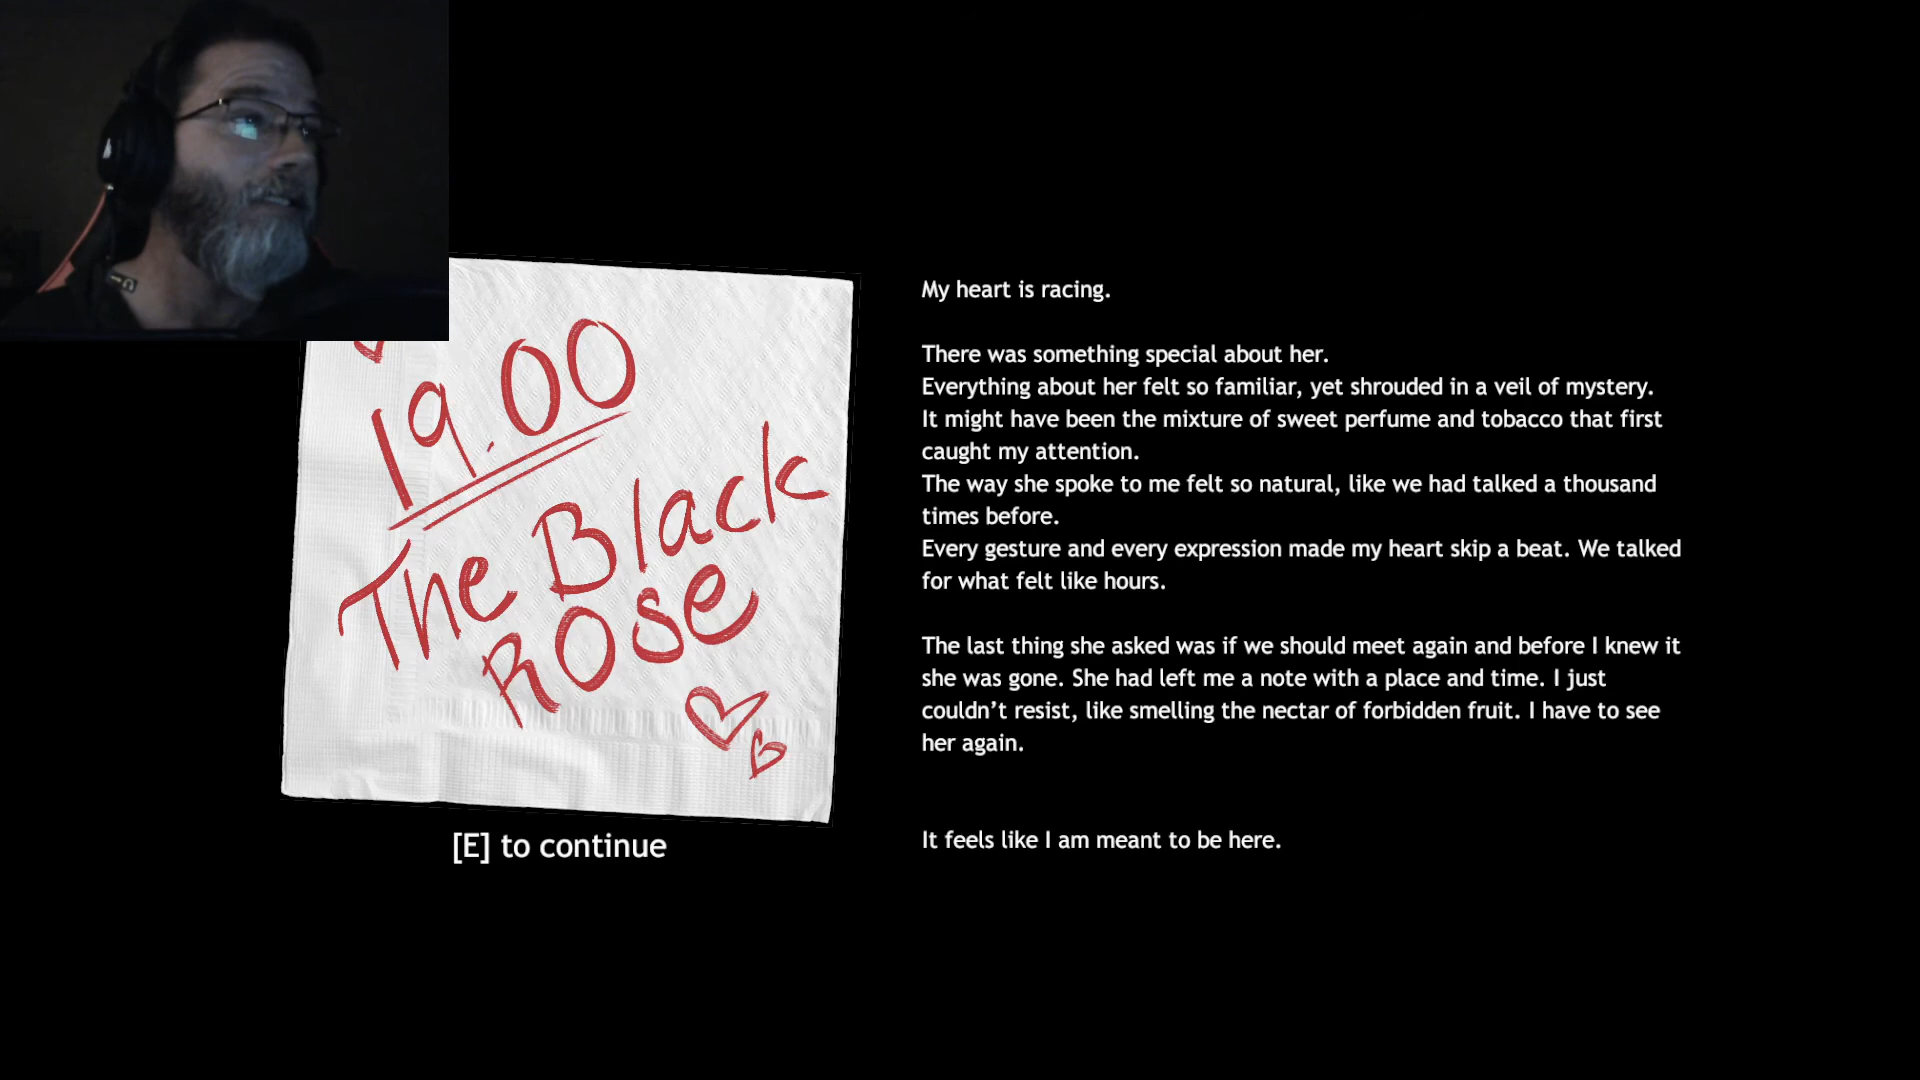 19.00
The Black
Rose
[E] to continue
My heart is racing.
There was something special about her.
Everything about her felt so familiar, yet shrouded in a veil of mystery.
It might have been the mixture of sweet perfume and tobacco that first
caught my attention.
The way she spoke to me felt so natural, like we had talked a thousand
times before.
Every gesture and every expression made my heart skip a beat. We talked
for what felt like hours.
The last thing she asked was if we should meet again and before I knew it
she was gone. She had left me a note with a place and time. I just
couldn’t resist, like smelling the nectar of forbidden fruit. I have to see
her again.
It feels like I am meant to be here.